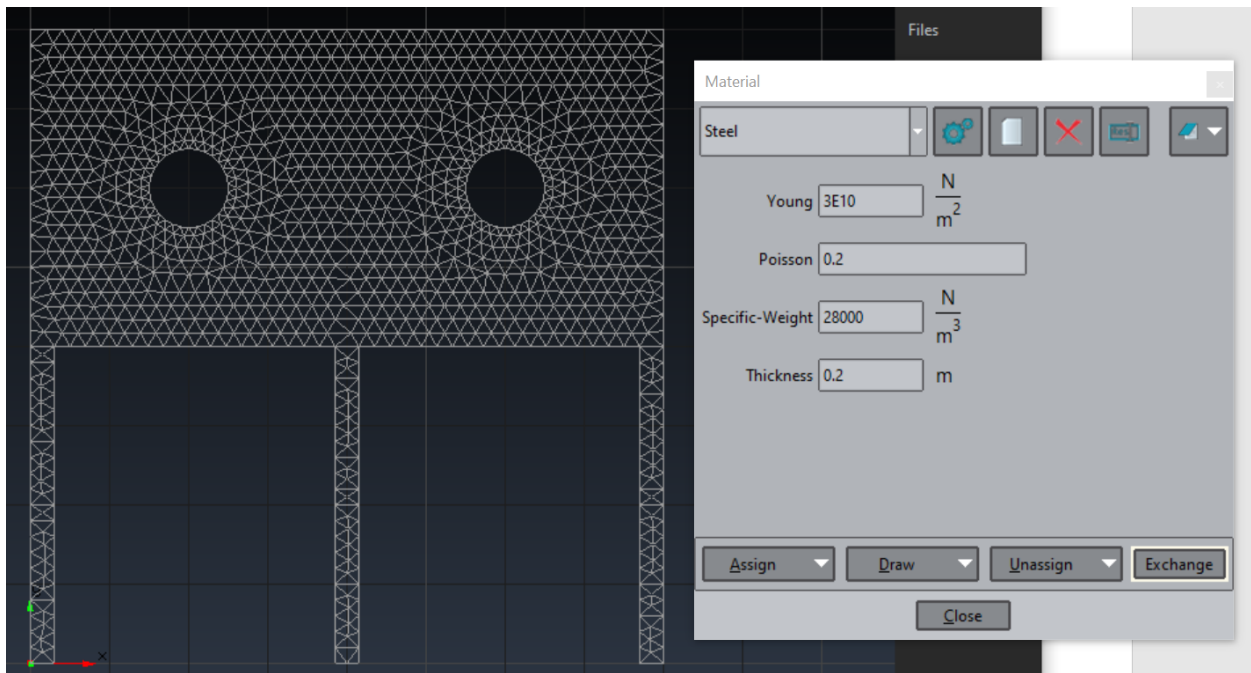 Files
Material
Steel
Young 3E10 N/m²
Poisson 0.2
Specific-Weight 28000 N/m³
Thickness 0.2 m
Assign Draw Unassign Exchange
Close
x